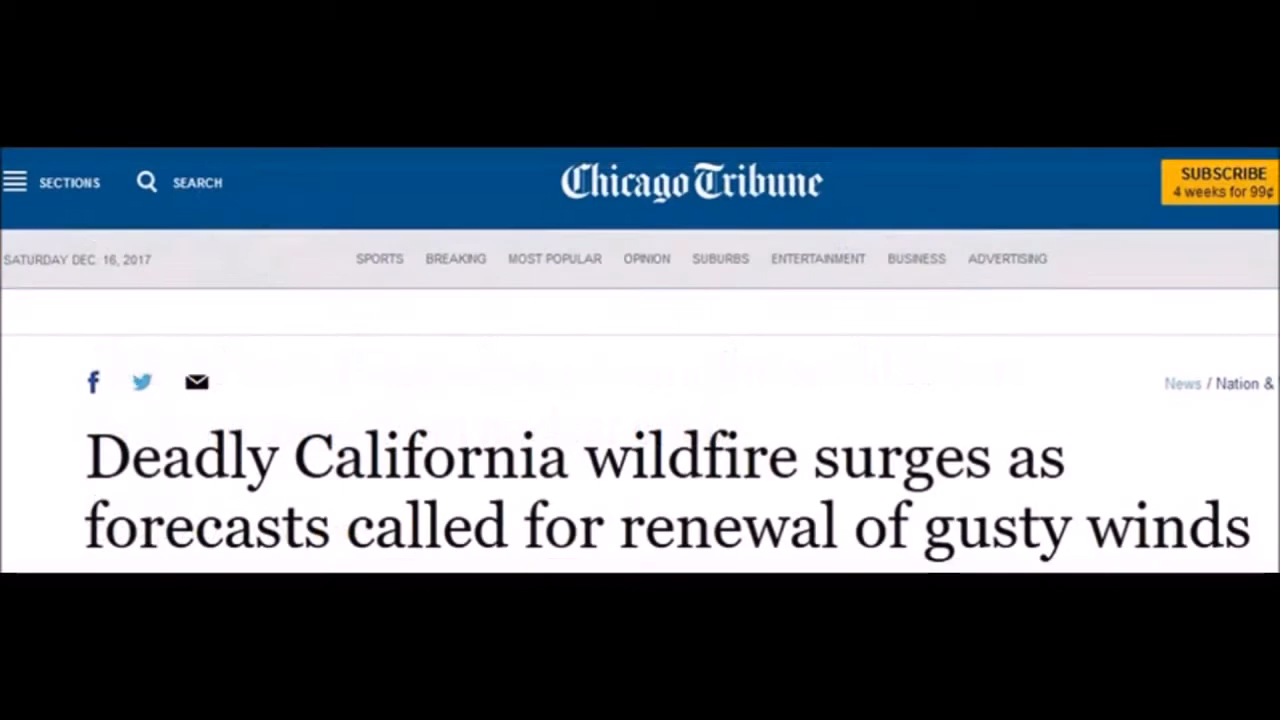 SECTIONS SEARCH Chicago Tribune SUBSCRIBE
4 weeks for 99¢
SATURDAY DEC. 16, 2017 SPORTS BREAKING MOST POPULAR OPINION SUBURBS ENTERTAINMENT BUSINESS ADVERTISING
News / Nation &
Deadly California wildfire surges as
forecasts called for renewal of gusty winds